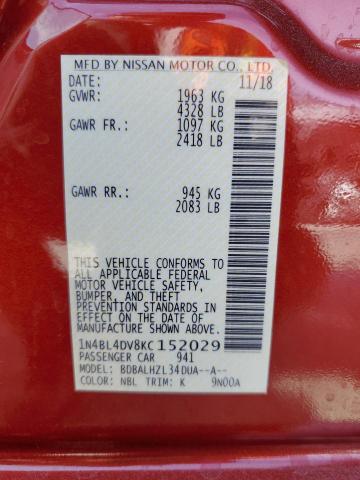 MFD BY NISSAN MOTOR CO., LTD.
DATE: 11/18
GVWR: 1963 KG
4328 LB
GAWR FR.: 1097 KG
2418 LB
GAWR RR.: 945 KG
2083 LB
THIS VEHICLE CONFORMS TO
ALL APPLICABLE FEDERAL
MOTOR VEHICLE SAFETY,
BUMPER, AND THEFT
PREVENTION STANDARDS
IN EFFECT ON THE DATE OF
MANUFACTURE SHOWN ABOVE.
1N4BL4DV8KC152029
PASSENGER CAR 941
MODEL: BDBALHZL34DUA--A--
COLOR: NBL TRIM: K 9N00A